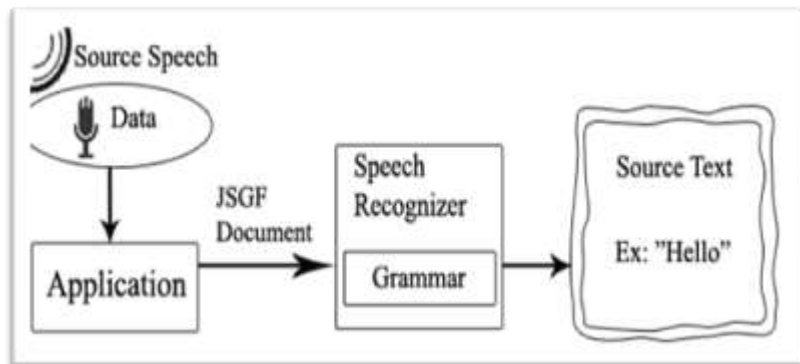 Source Speech
Data
Application
JSGF
Document
Speech
Recognizer
Grammar
Source Text
Ex: ”Hello”